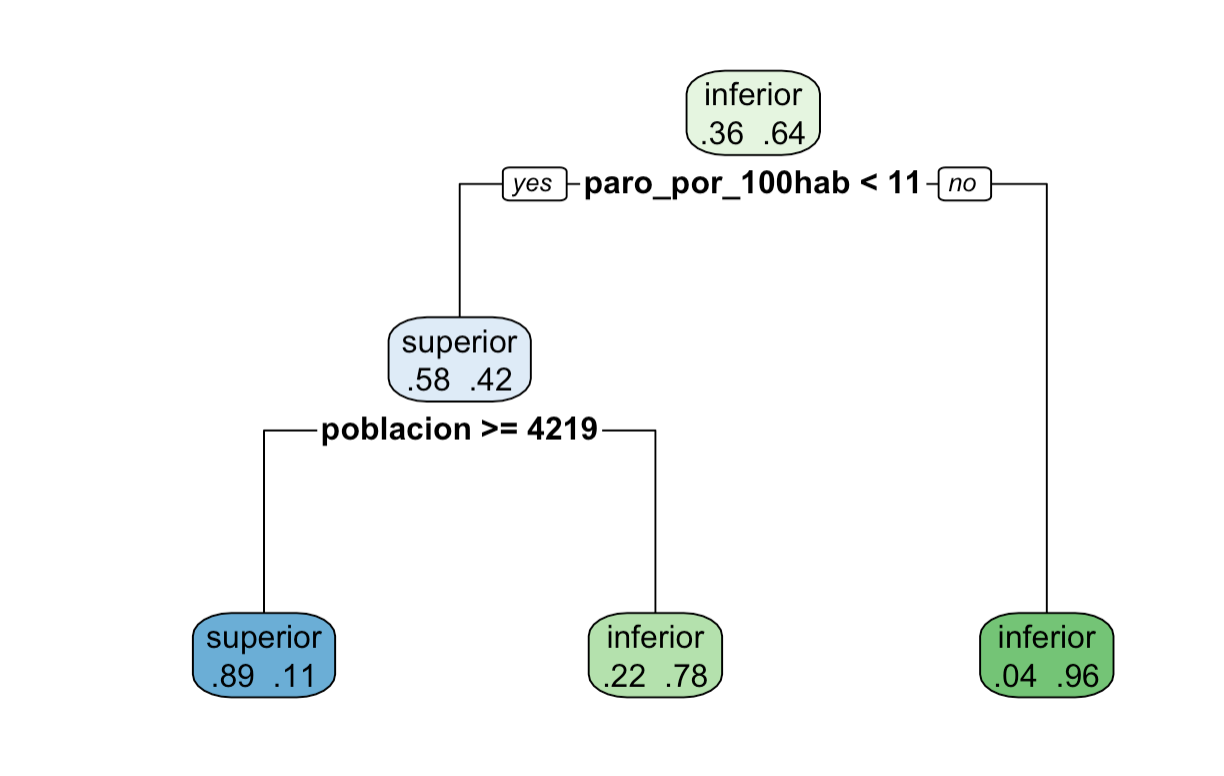 inferior
.36 .64
yes paro_por_100hab < 11 no
superior
.58 .42
poblacion >= 4219
superior inferior inferior
.89 .11 .22 .78 .04 .96